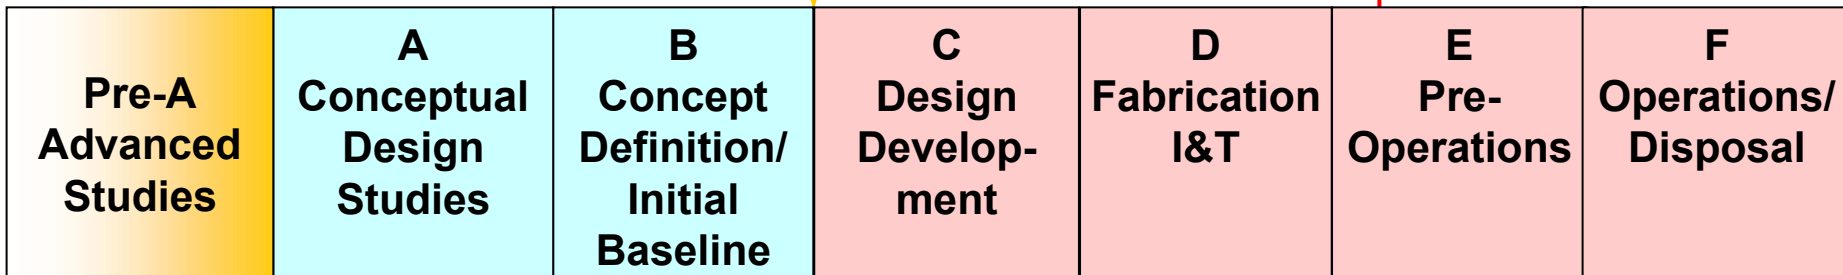 Pre-A
Advanced
Studies
A
Conceptual
Design
Studies
B
Concept
Definition/
Initial
Baseline
C
Design
Develop-
ment
D
Fabrication
I&T
E
Pre-
Operations
F
Operations/
Disposal